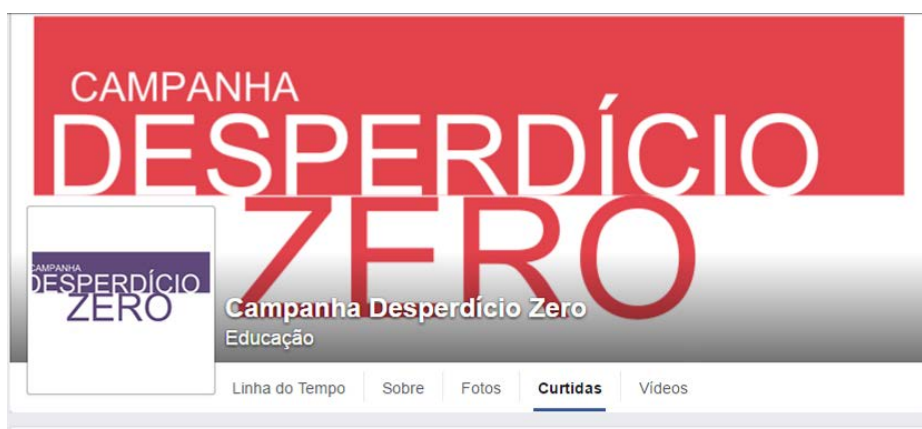 CAMPANHA
DESPERDÍCIO
ZERO
CAMPANHA
DESPERDÍCIO
ZERO
Campanha Desperdício Zero
Educação
Linha do Tempo Sobre Fotos Curtidas Vídeos